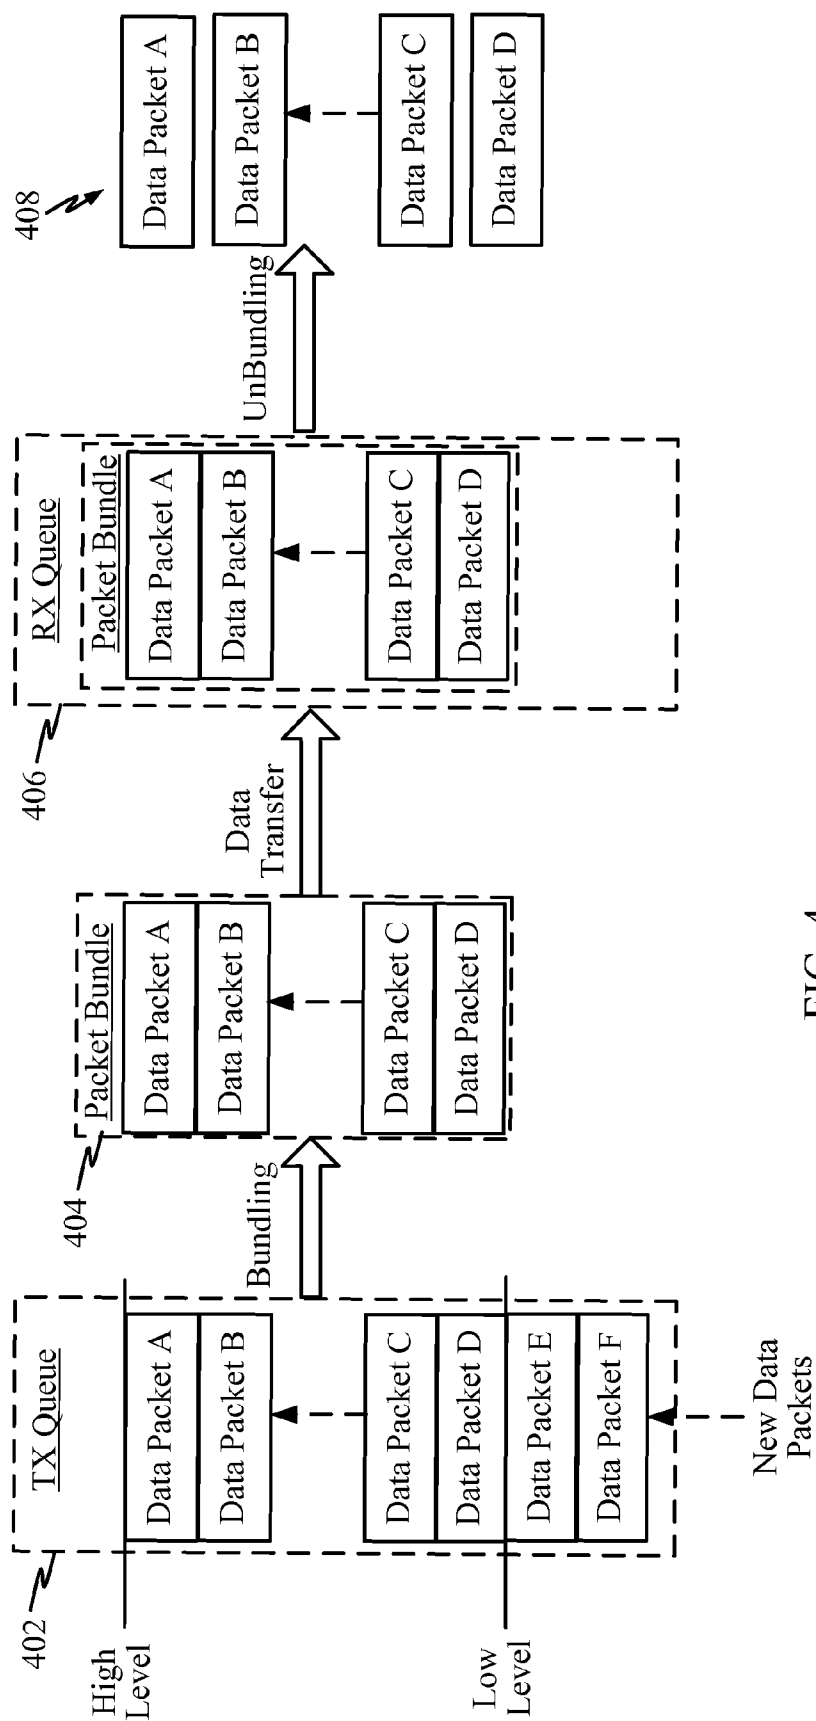 402
TX Queue
High
Level
Data Packet A
Data Packet B
Data Packet C
Data Packet D
Low
Level
Data Packet E
Data Packet F
New Data
Packets
Bundling
404
Packet Bundle
Data Packet A
Data Packet B
Data Packet C
Data Packet D
Data
Transfer
406
RX Queue
Packet Bundle
Data Packet A
Data Packet B
Data Packet C
Data Packet D
UnBundling
408
Data Packet A
Data Packet B
Data Packet C
Data Packet D
FIG. 4